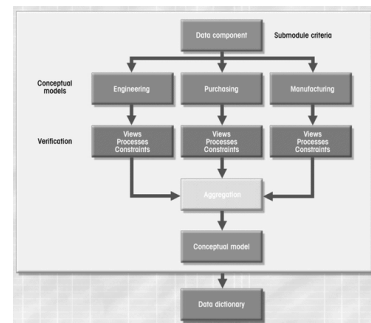 Data component
Submodule criteria
Conceptual
models
Engineering
Purchasing
Manufacturing
Verification
Views
Processes
Constraints
Views
Processes
Constraints
Views
Processes
Constraints
Aggregation
Conceptual model
Data dictionary